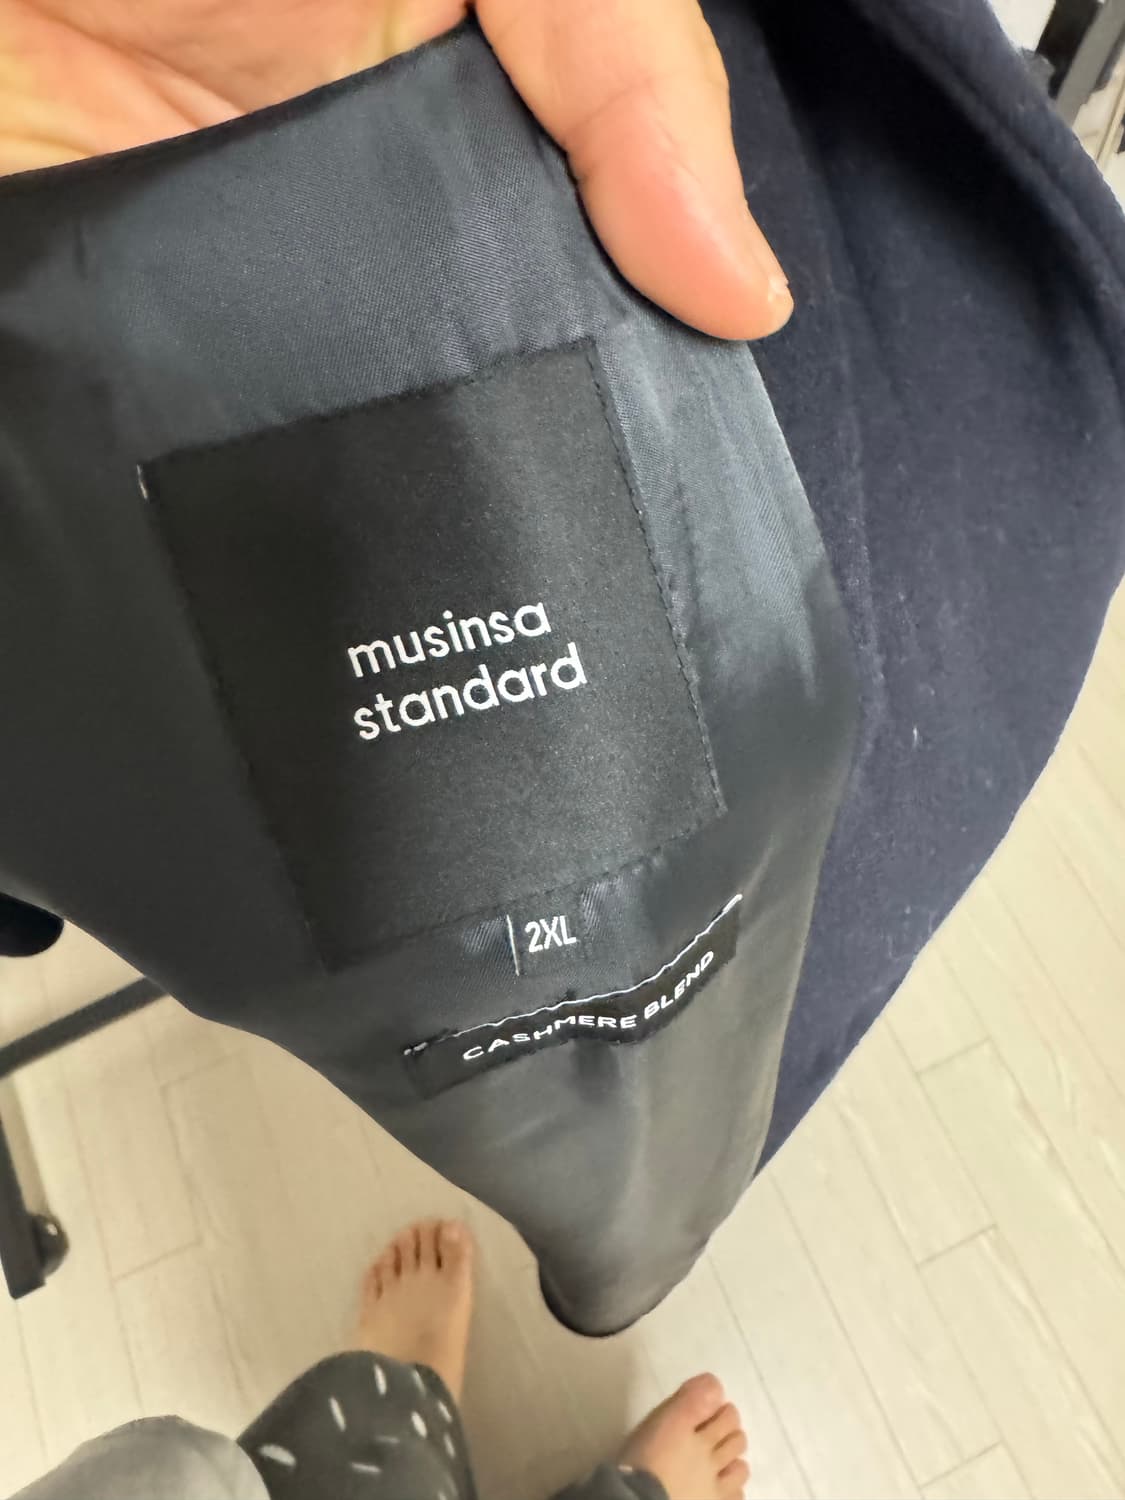 musinsa
standard
2XL
CASHMERE BLEND